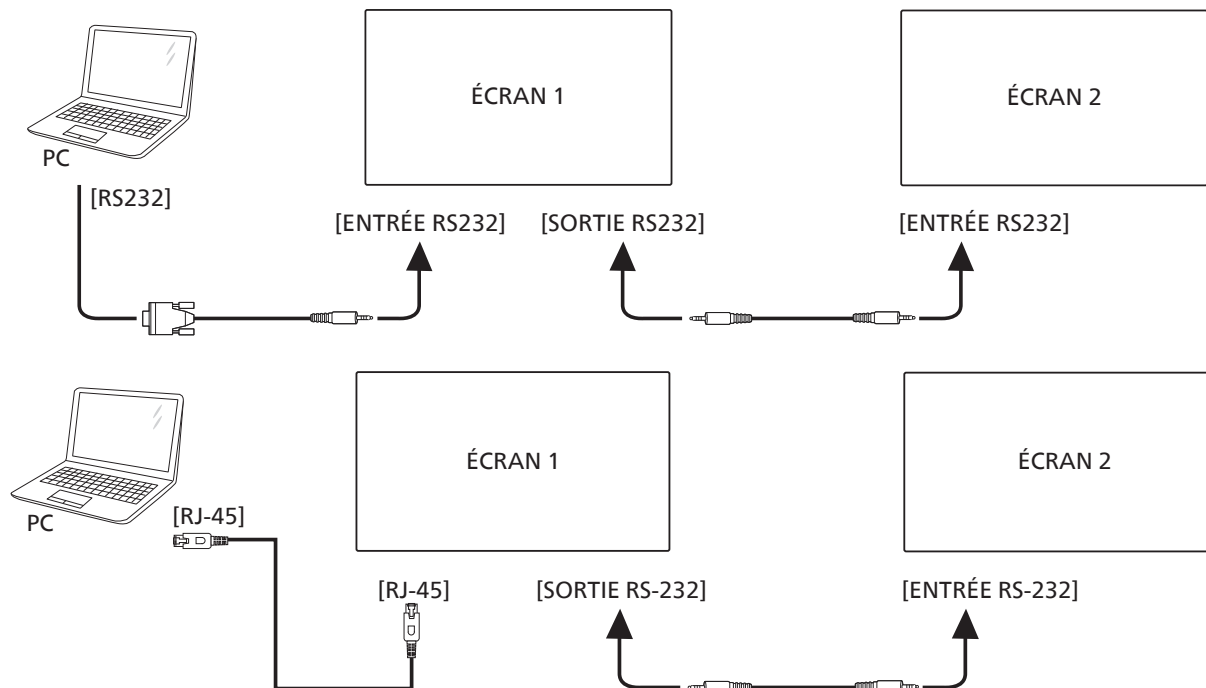 ÉCRAN 1
ÉCRAN 2
PC
[RS232]
[ENTRÉE RS232]
[SORTIE RS232]
[ENTRÉE RS232]
ÉCRAN 1
ÉCRAN 2
PC
[RJ-45]
[RJ-45]
[SORTIE RS-232]
[ENTRÉE RS-232]